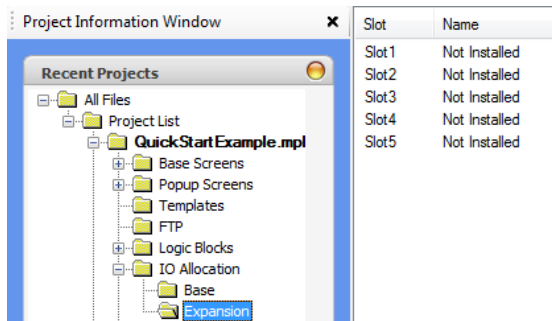 Project Information Window
Recent Projects
All Files
Project List
QuickStartExample.mpl
Base Screens
Popup Screens
Templates
FTP
Logic Blocks
IO Allocation
Base
Expansion
Slot Name
Slot1 Not Installed
Slot2 Not Installed
Slot3 Not Installed
Slot4 Not Installed
Slot5 Not Installed